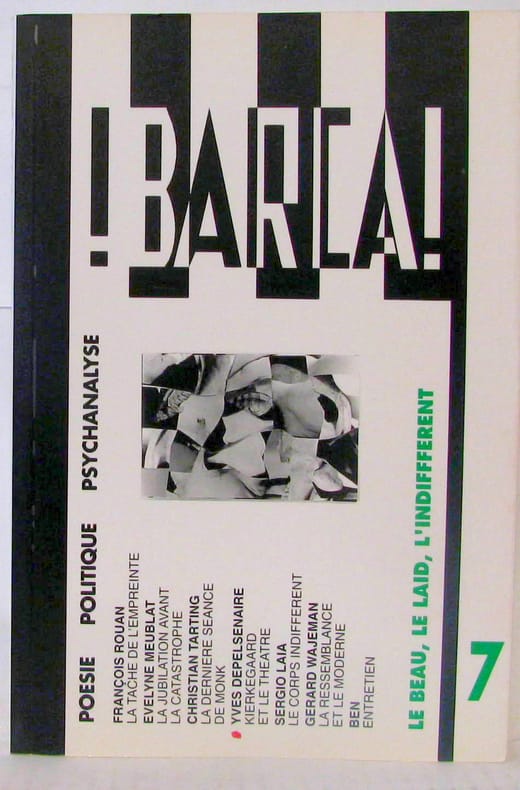 ! BARCA !
POESIE POLITIQUE PSYCHANALYSE
FRANÇOIS ROUAN
LA TACHE DE L'EMPREINTE
EVELYNE MEUBLAT
LA JUBILATION AVANT
LA CATASTROPHE
CHRISTIAN TARTING
LA DERNIERE SEANCE
DE MONK
YVES DEPELSENAIRE
KIERKEGAARD
ET LE THEATRE
SERGIO LAIA
LE CORPS INDIFFERENT
GERARD WAJEMAN
LA RESSEMBLANCE
ET LE MODERNE
BEN
ENTRETIEN
LE BEAU, LE LAID, L'INDIFFFERENT
7